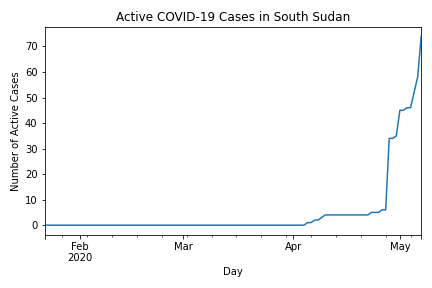 Active COVID-19 Cases in South Sudan
Number of Active Cases
70
60
50
40
30
20
10
0
Feb Mar Apr May
2020
Day